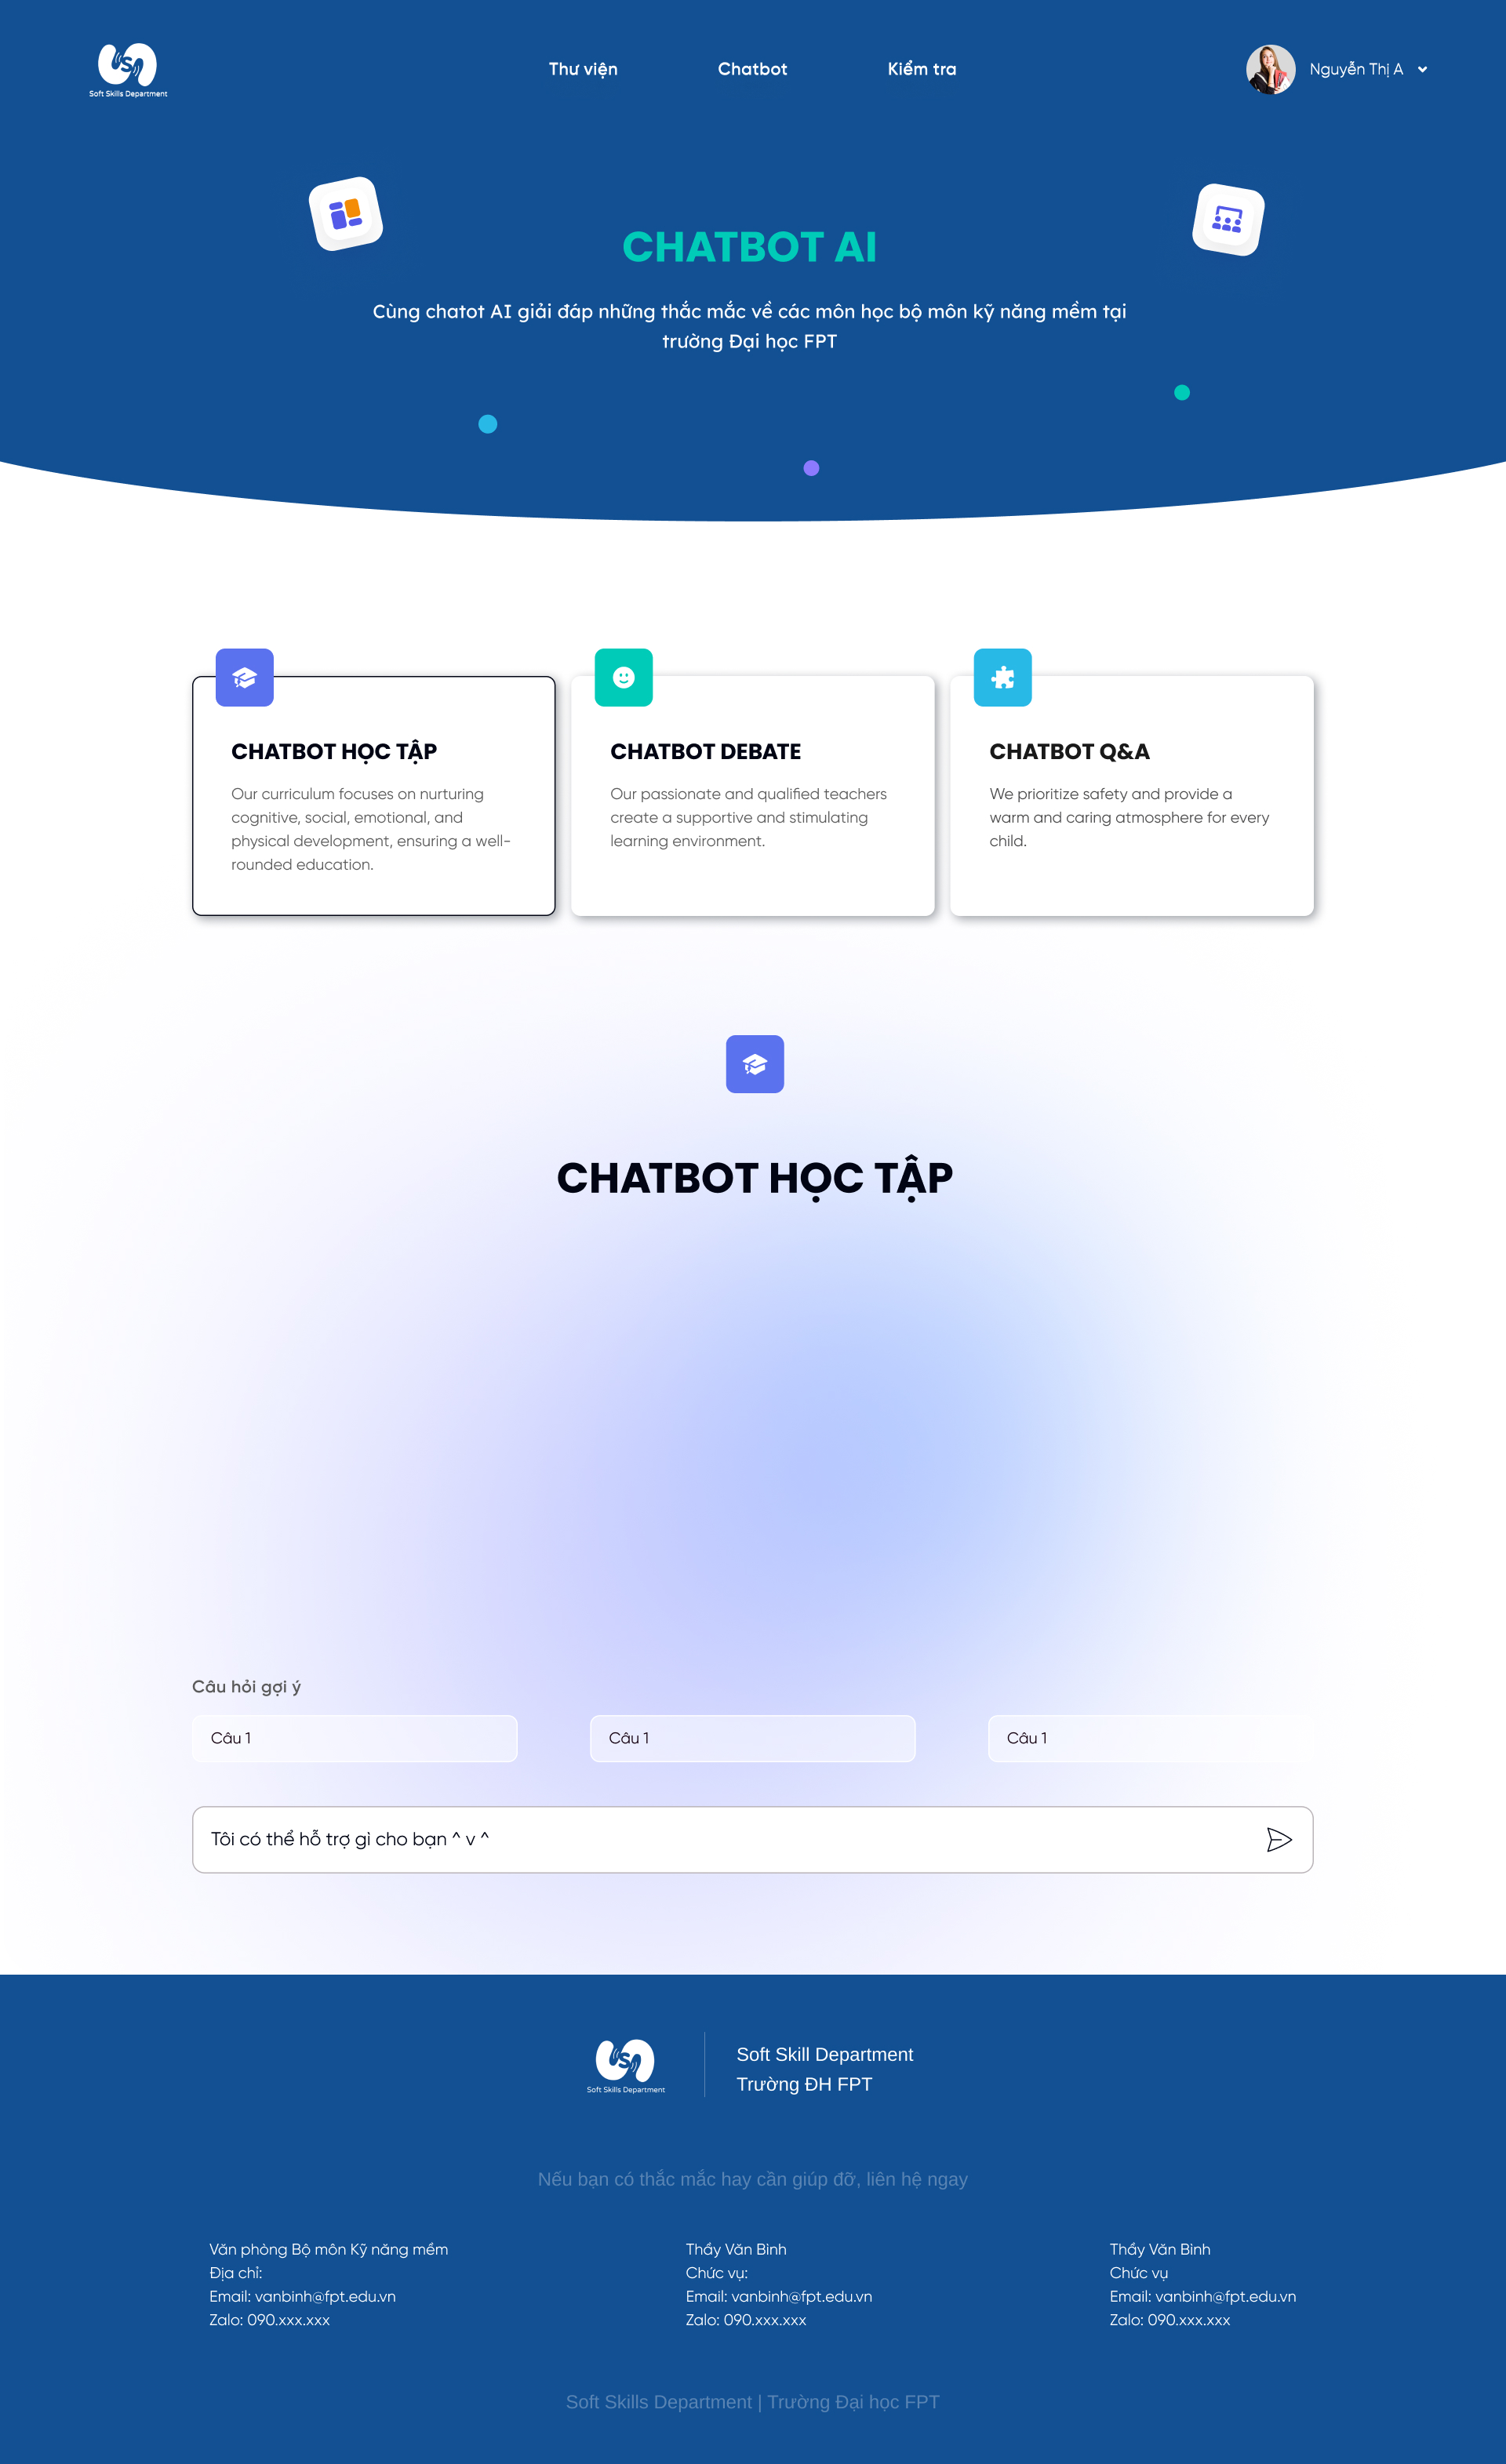 USN
Soft Skills Department
Thư viện
Chatbot
Kiểm tra
Nguyễn Thị A
CHATBOT AI
Cùng chatot AI giải đáp những thắc mắc về các môn học bộ môn kỹ năng mềm tại
trường Đại học FPT
CHATBOT HỌC TẬP
Our curriculum focuses on nurturing
cognitive, social, emotional, and
physical development, ensuring a well-
rounded education.
CHATBOT DEBATE
Our passionate and qualified teachers
create a supportive and stimulating
learning environment.
CHATBOT Q&A
We prioritize safety and provide a
warm and caring atmosphere for every
child.
CHATBOT HỌC TẬP
Câu hỏi gợi ý
Câu 1
Câu 1
Câu 1
Tôi có thể hỗ trợ gì cho bạn ^ v ^
USN
Soft Skills Department
Soft Skill Department
Trường ĐH FPT
Nếu bạn có thắc mắc hay cần giúp đỡ, liên hệ ngay
Văn phòng Bộ môn Kỹ năng mềm
Địa chỉ:
Email: vanbinh@fpt.edu.vn
Zalo: 090.xxx.xxx
Thầy Văn Bình
Chức vụ:
Email: vanbinh@fpt.edu.vn
Zalo: 090.xxx.xxx
Thầy Văn Bình
Chức vụ
Email: vanbinh@fpt.edu.vn
Zalo: 090.xxx.xxx
Soft Skills Department | Trường Đại học FPT